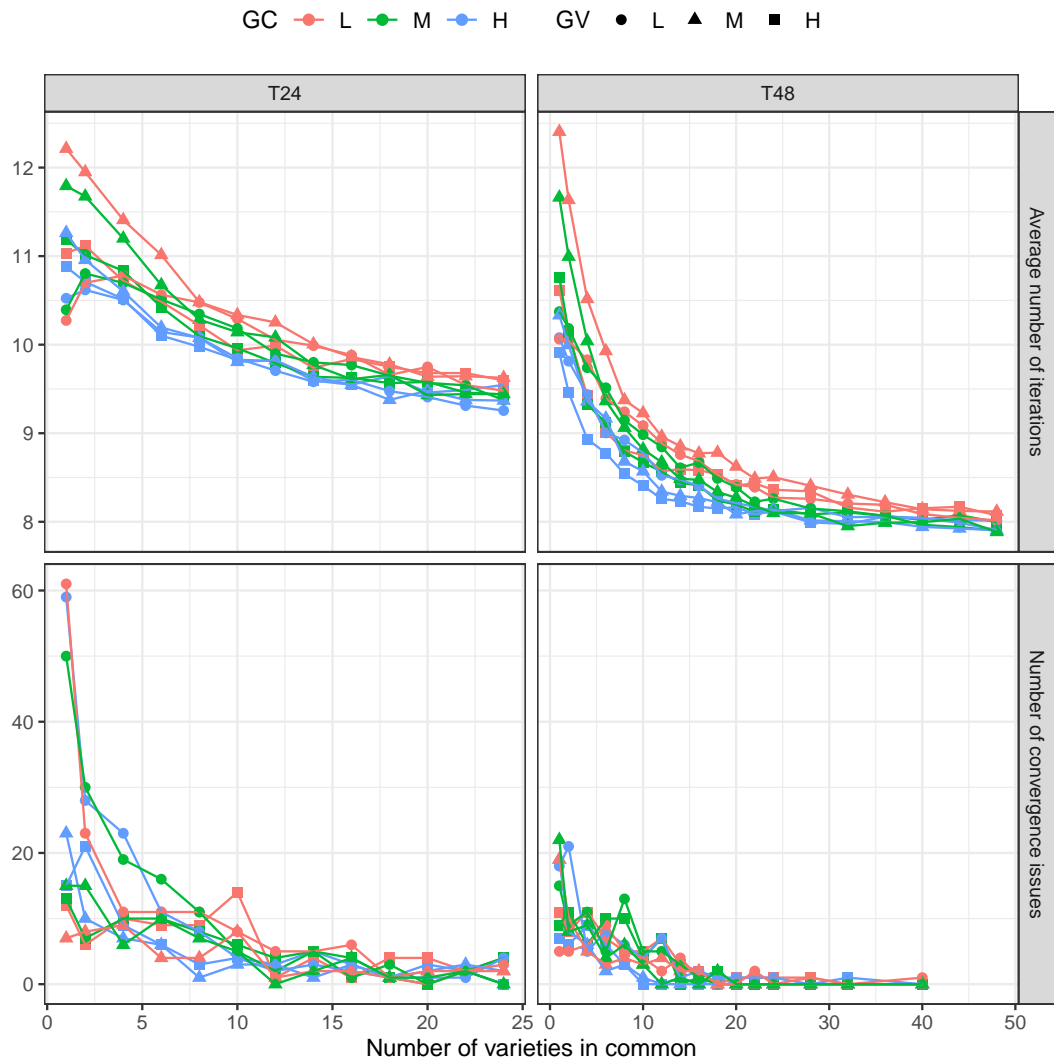 GC L M H GV L M H
T24 T48
12
11
10
9
8
Average number of iterations
60
40
20
0
Number of convergence issues
0 5 10 15 20 25 0 10 20 30 40 50
Number of varieties in common